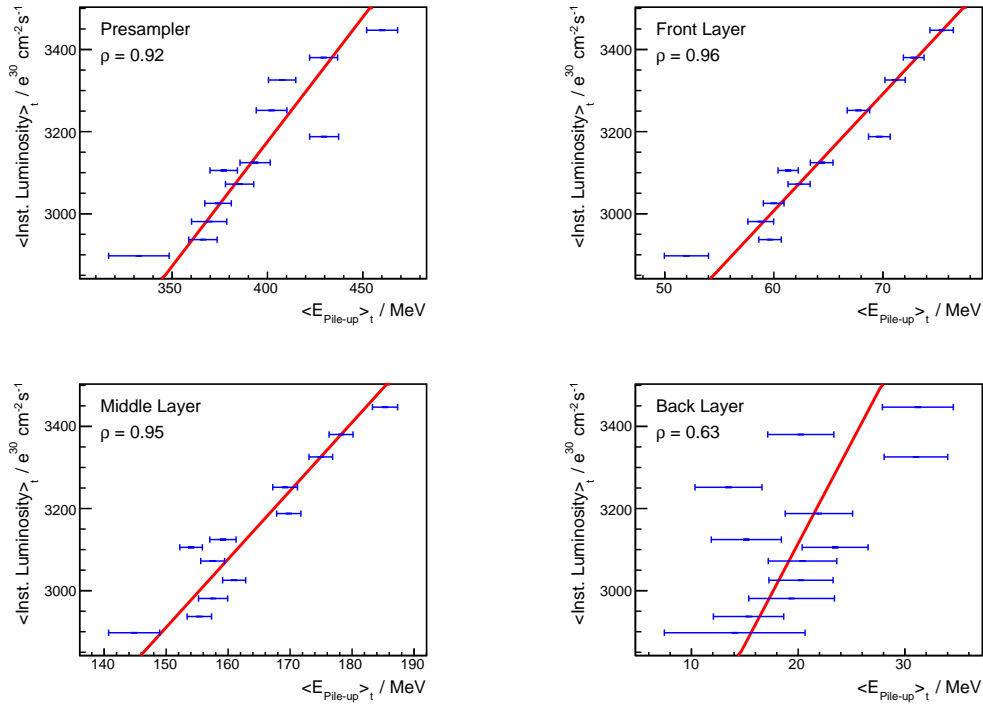 Presampler
ρ = 0.92
<Inst. Luminosity>t / e30 cm-2s-1
3400
3200
3000
350 400 450
<EPile-up>t / MeV
Front Layer
ρ = 0.96
<Inst. Luminosity>t / e30 cm-2s-1
3400
3200
3000
50 60 70
<EPile-up>t / MeV
Middle Layer
ρ = 0.95
<Inst. Luminosity>t / e30 cm-2s-1
3400
3200
3000
140 150 160 170 180 190
<EPile-up>t / MeV
Back Layer
ρ = 0.63
<Inst. Luminosity>t / e30 cm-2s-1
3400
3200
3000
10 20 30
<EPile-up>t / MeV